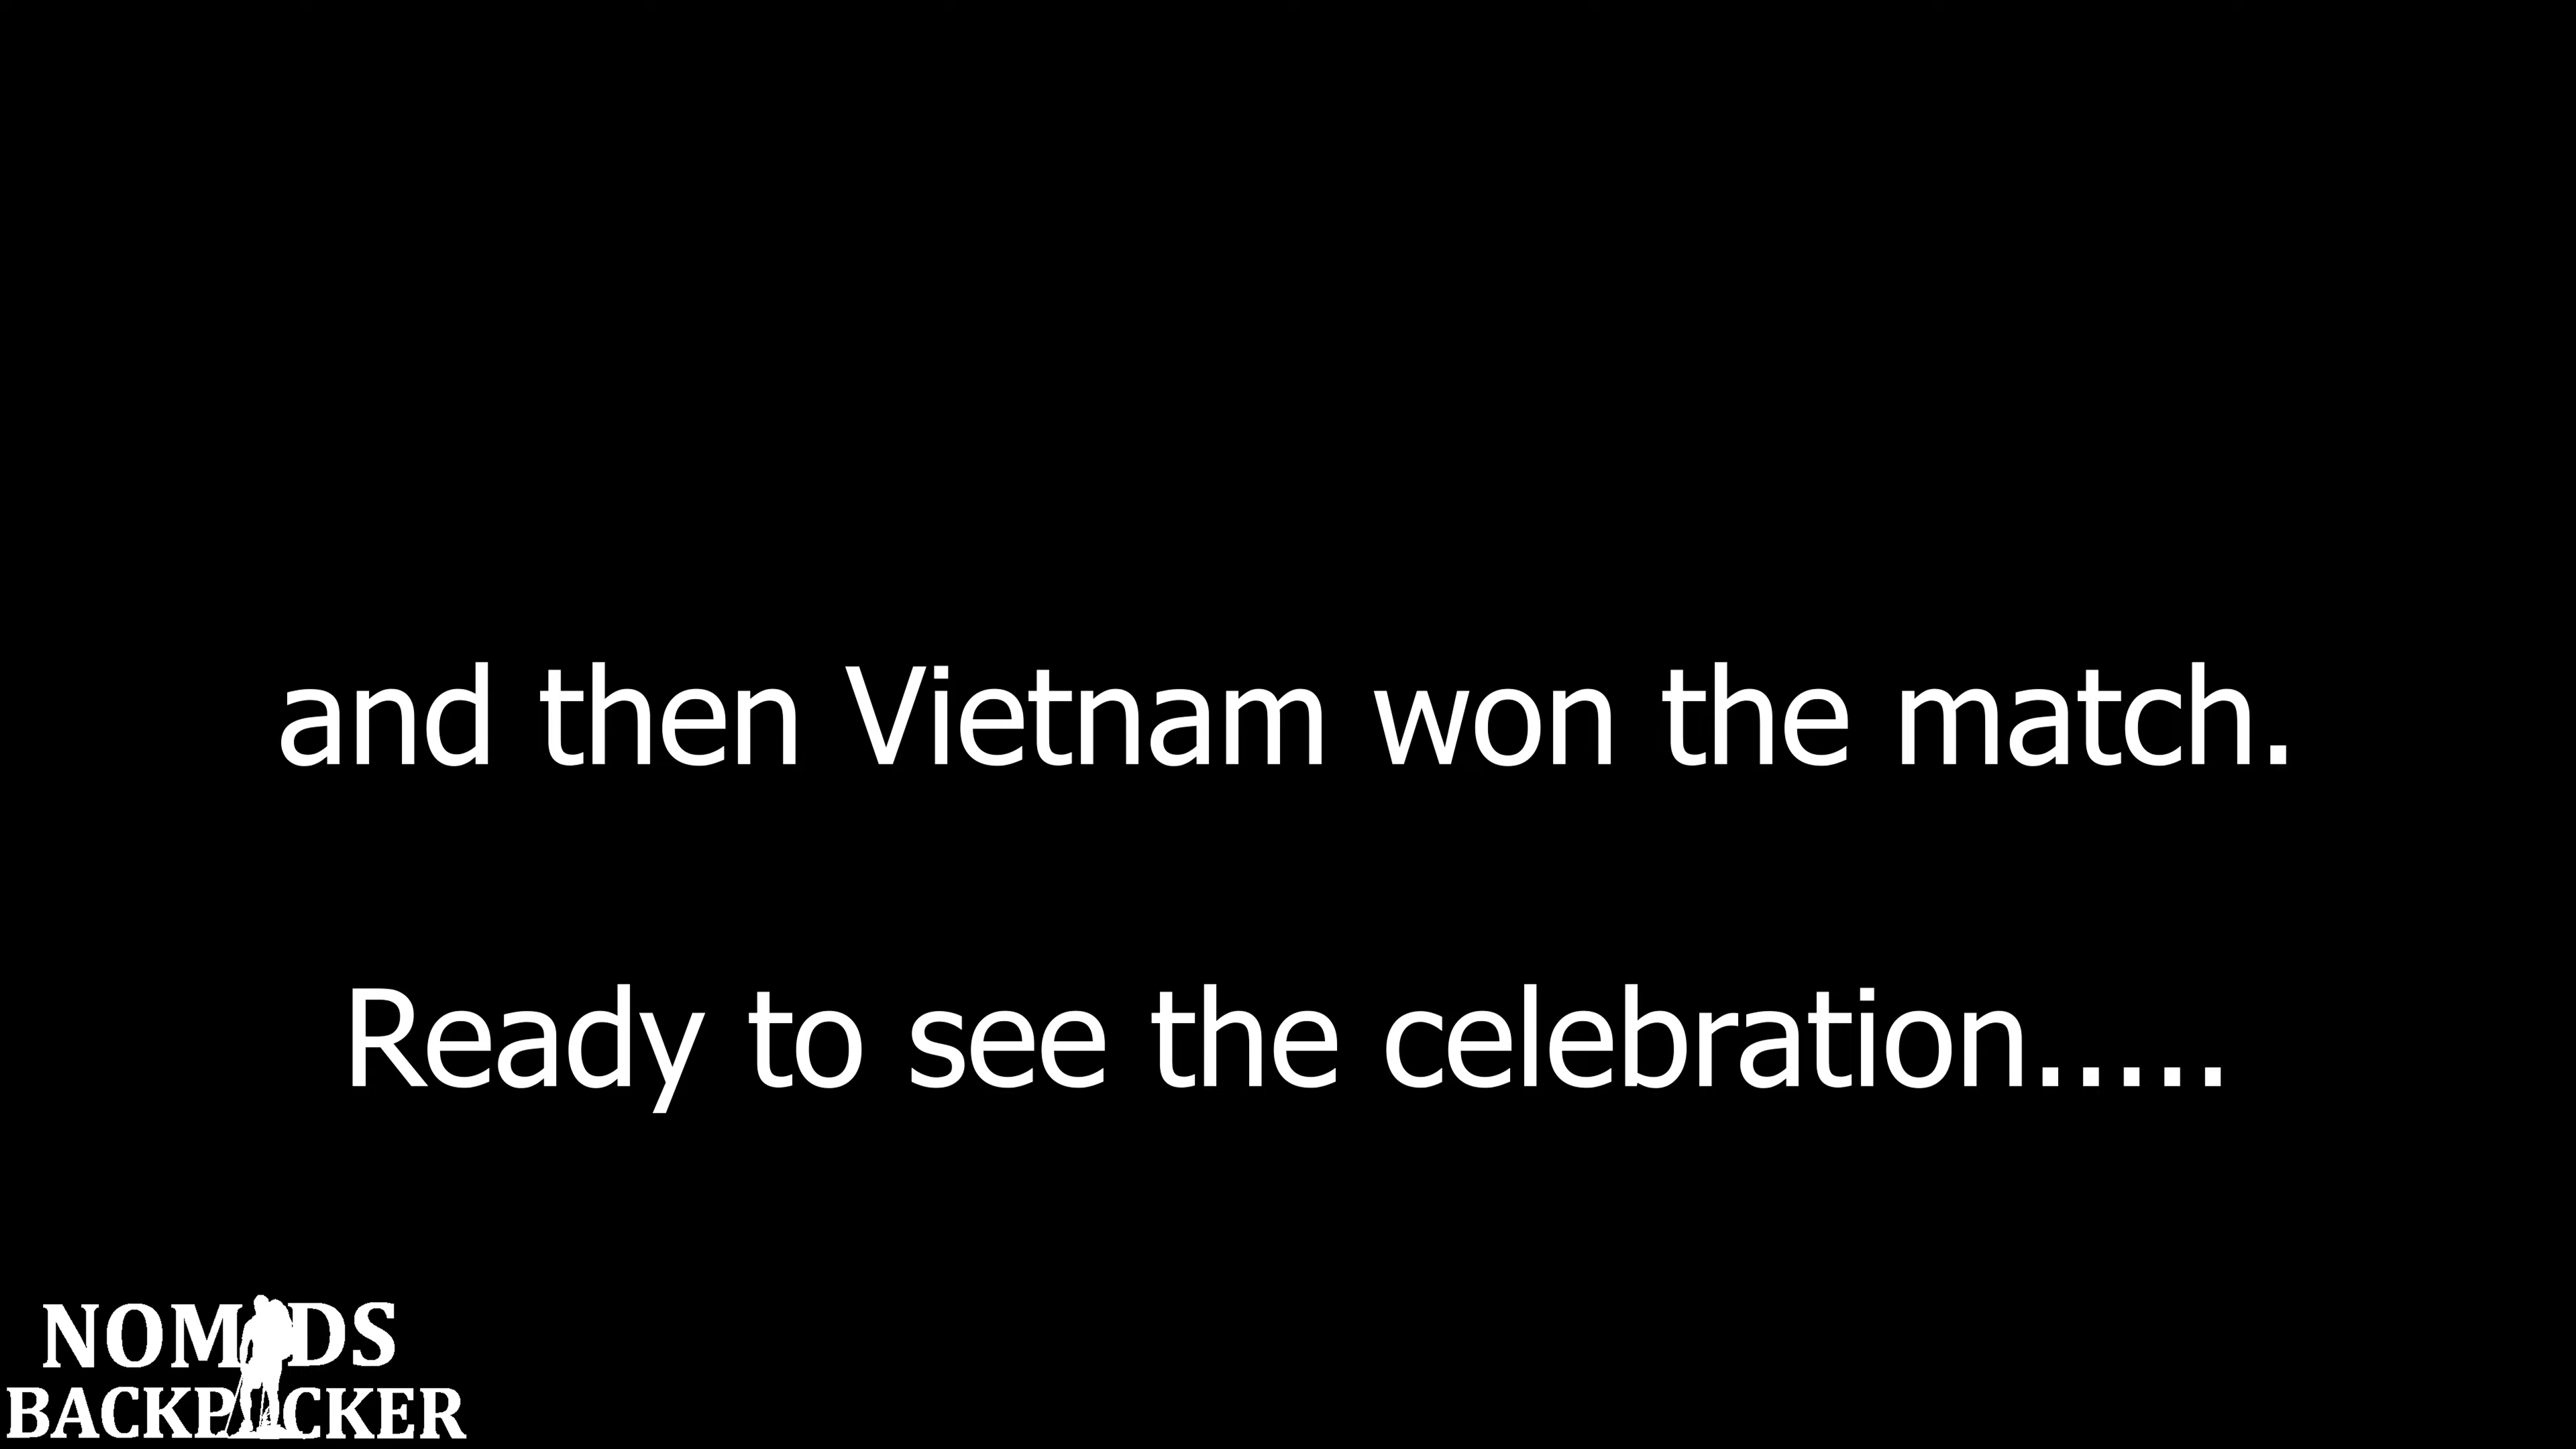 and then Vietnam won the match.
Ready to see the celebration.....
NOMADS
BACKPACKER